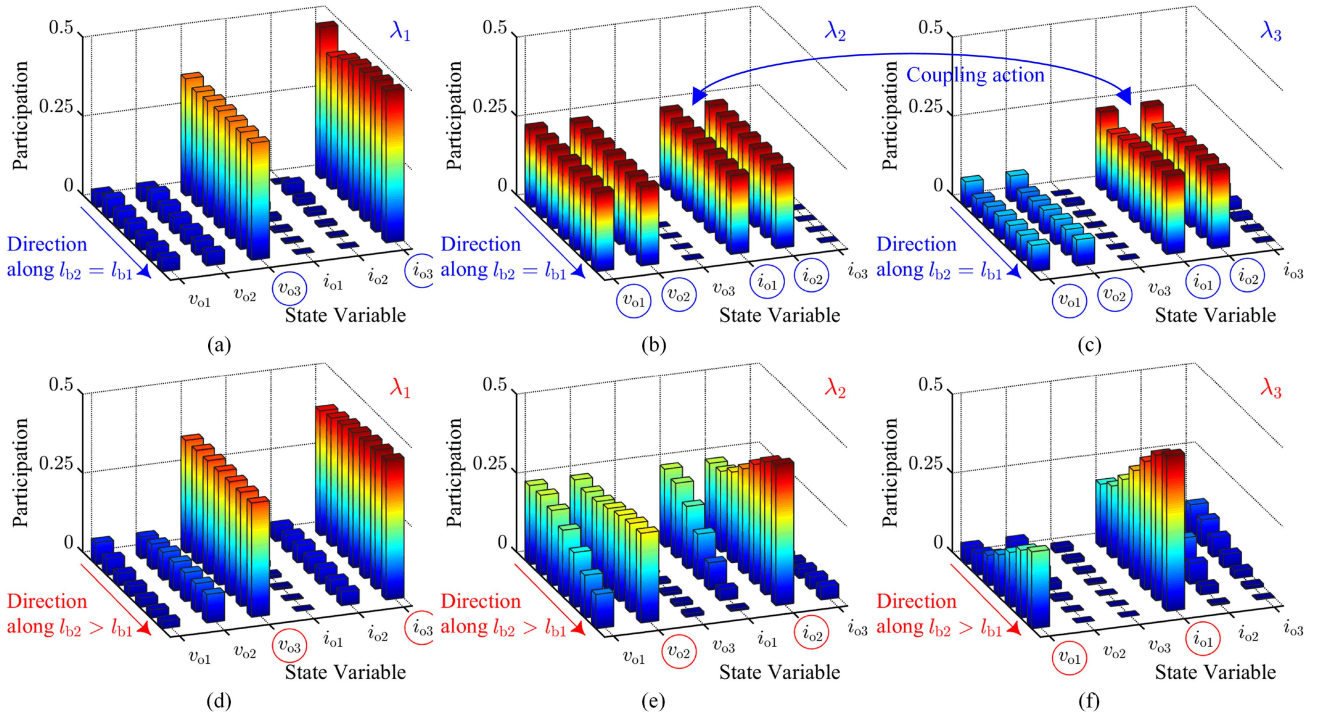 0.5
0.25
0
Participation
λ1
Direction
along lb2 = lb1
vo1
vo2
vo3
io1
io2
io3
State Variable
(a)
0.5
0.25
0
Participation
λ2
Coupling action
Direction
along lb2 = lb1
vo1
vo2
vo3
io1
io2
io3
State Variable
(b)
0.5
0.25
0
Participation
λ3
Direction
along lb2 = lb1
vo1
vo2
vo3
io1
io2
io3
State Variable
(c)
0.5
0.25
0
Participation
λ1
Direction
along lb2 > lb1
vo1
vo2
vo3
io1
io2
io3
State Variable
(d)
0.5
0.25
0
Participation
λ2
Direction
along lb2 > lb1
vo1
vo2
vo3
io1
io2
io3
State Variable
(e)
0.5
0.25
0
Participation
λ3
Direction
along lb2 > lb1
vo1
vo2
vo3
io1
io2
io3
State Variable
(f)